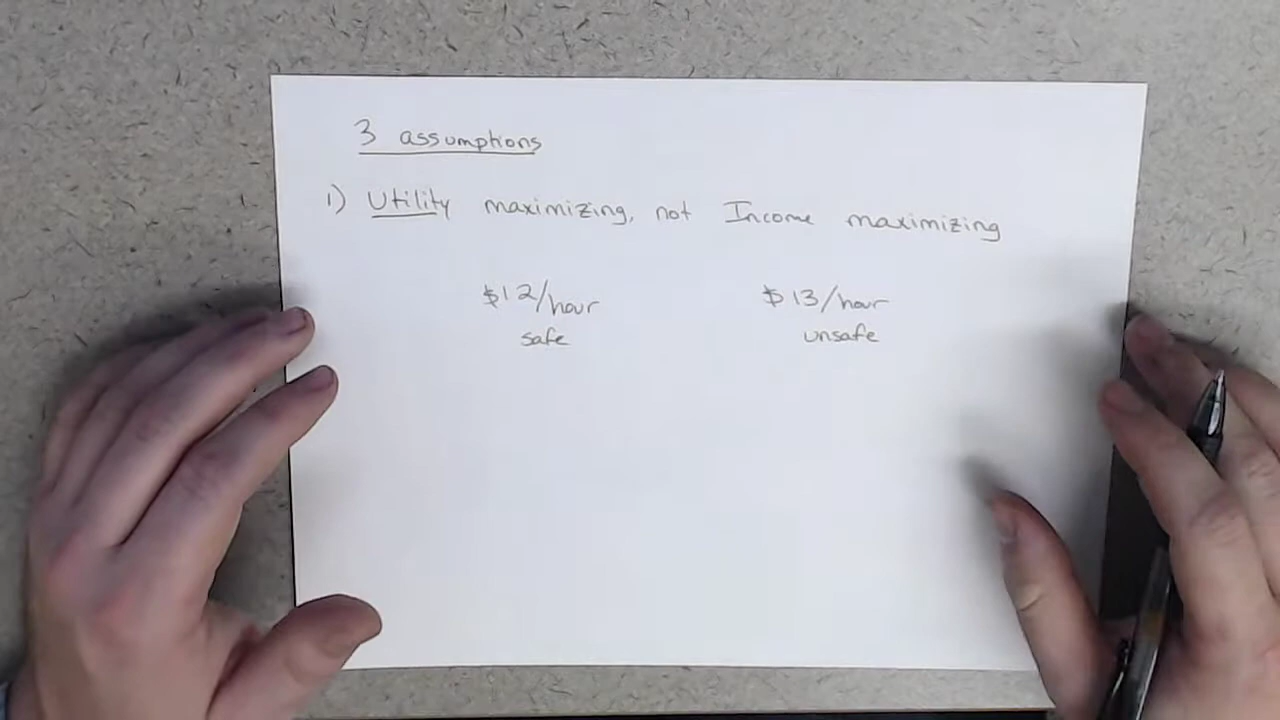 3 assumptions
1) Utility maximizing, not Income maximizing
$12/hour $13/hour
safe unsafe